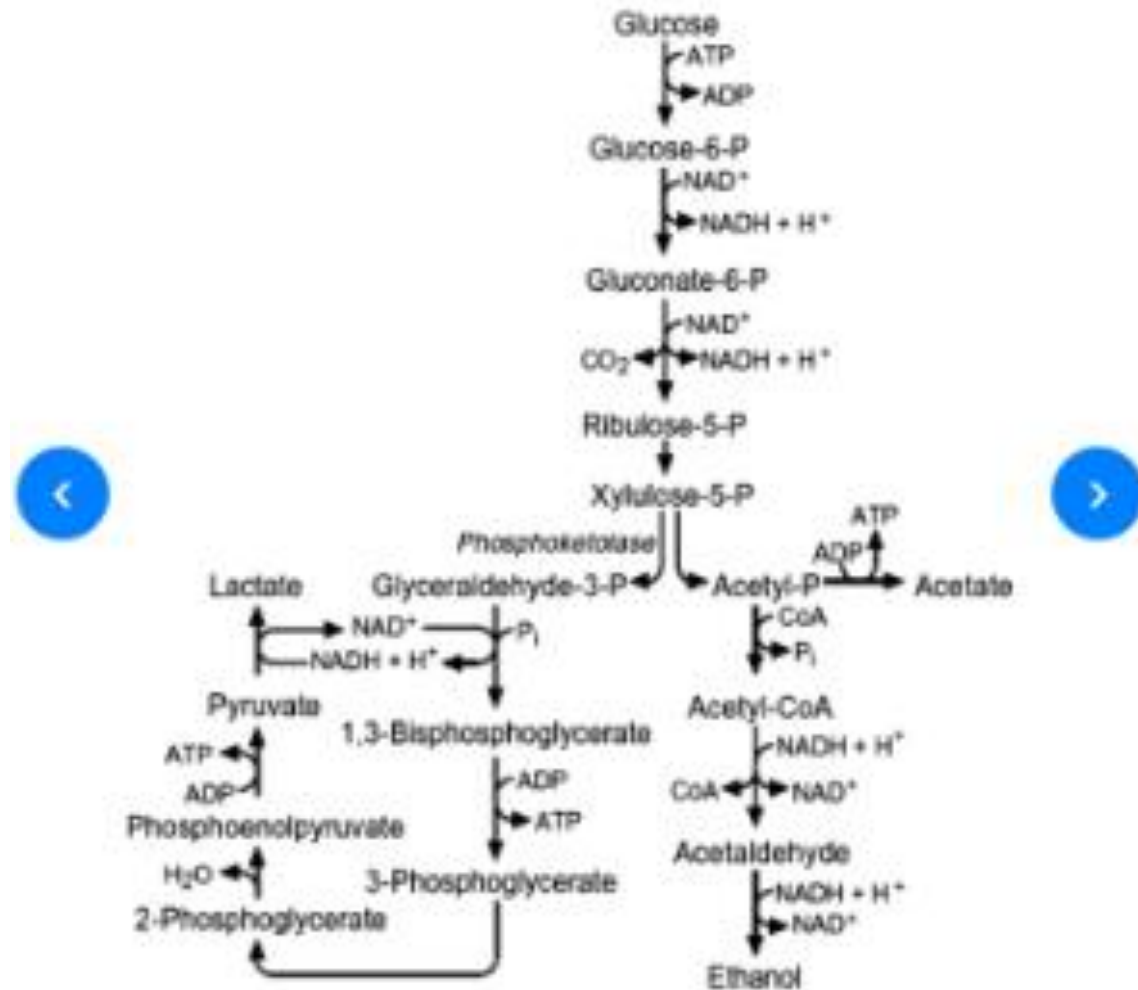 Glucose
ATP
ADP
Glucose-6-P
NAD⁺
NADH + H⁺
Gluconate-6-P
NAD⁺
CO₂ NADH + H⁺
Ribulose-5-P
Xylulose-5-P
Phosphoketolase
ATP
ADP
Lactate Glyceraldehyde-3-P Acetyl-P Acetate
NAD⁺ Pᵢ CoA
NADH + H⁺ Pᵢ
Pyruvate Acetyl-CoA
1,3-Bisphosphoglycerate
ATP NADH + H⁺
ADP ADP CoA NAD⁺
Phosphoenolpyruvate ATP
Acetaldehyde
H₂O 3-Phosphoglycerate NADH + H⁺
2-Phosphoglycerate NAD⁺
Ethanol